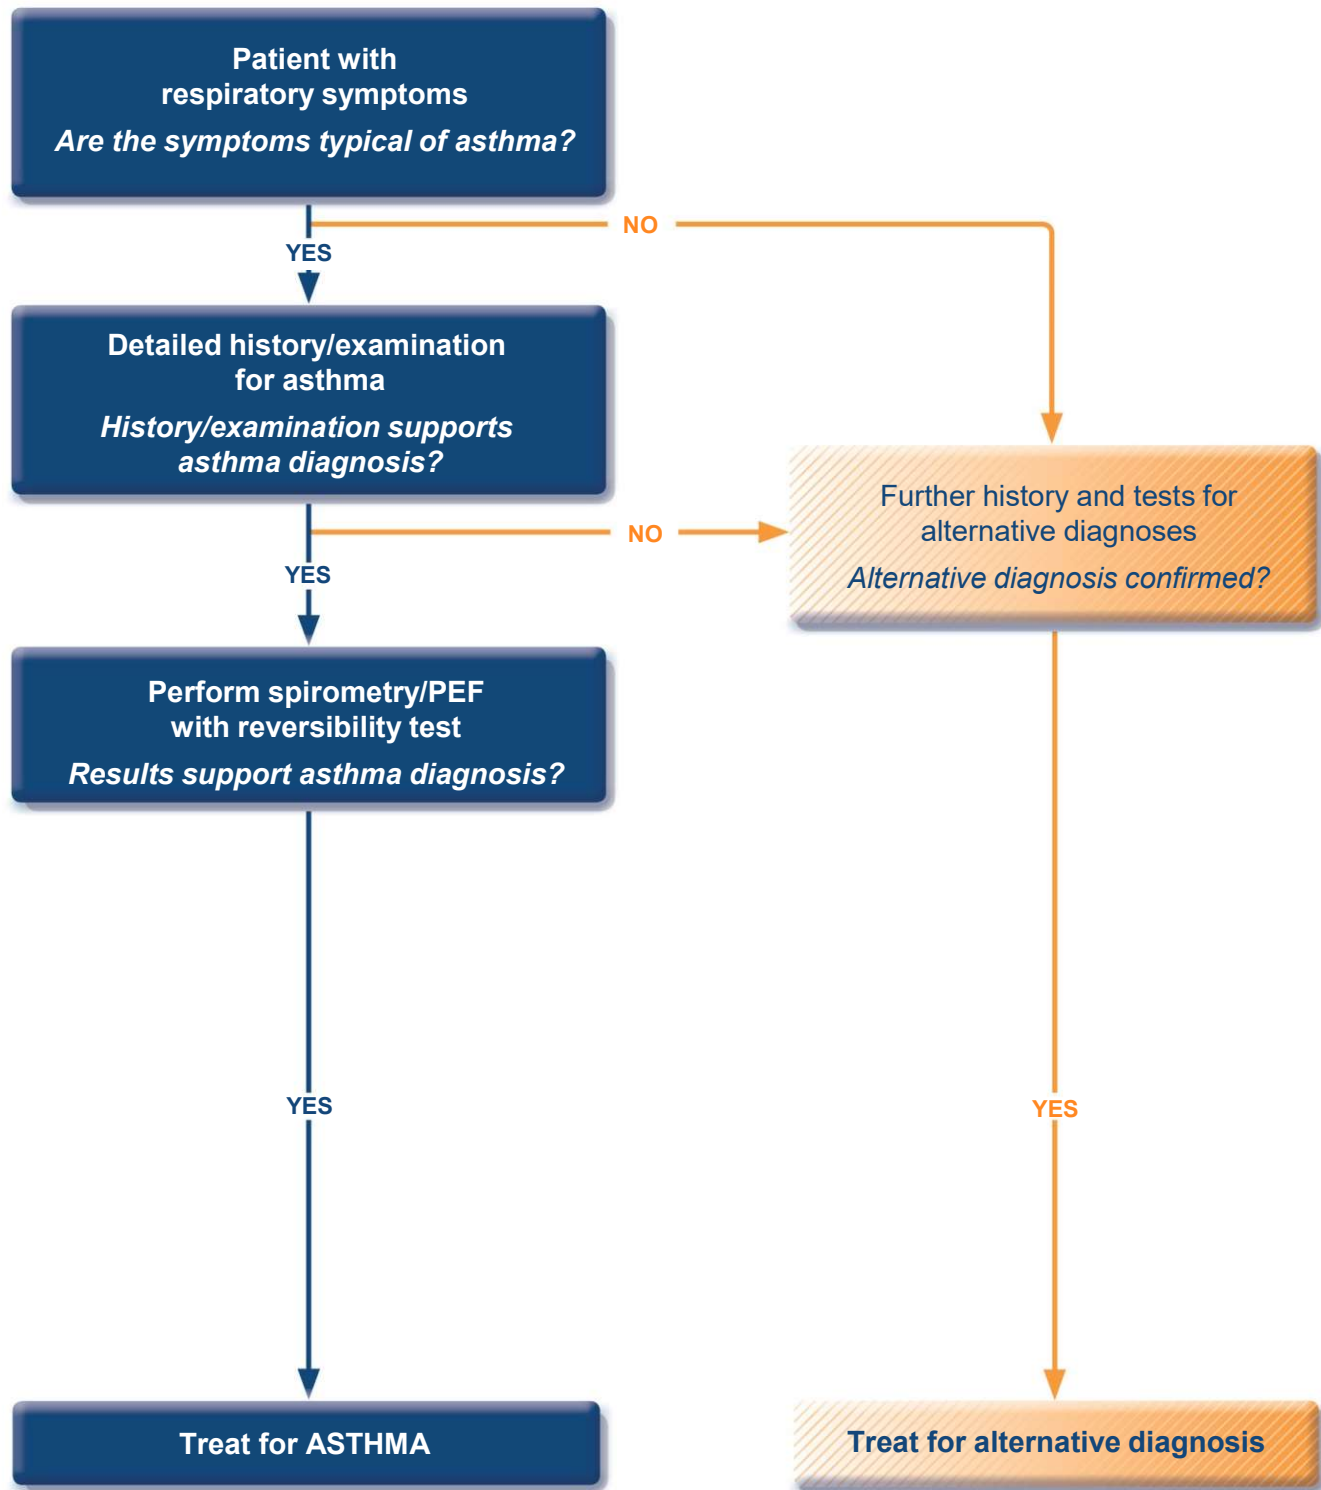 Patient with
respiratory symptoms
Are the symptoms typical of asthma?
NO
YES
Detailed history/examination
for asthma
History/examination supports
asthma diagnosis?
Further history and tests for
alternative diagnoses
Alternative diagnosis confirmed?
NO
YES
Perform spirometry/PEF
with reversibility test
Results support asthma diagnosis?
YES
YES
Treat for ASTHMA
Treat for alternative diagnosis